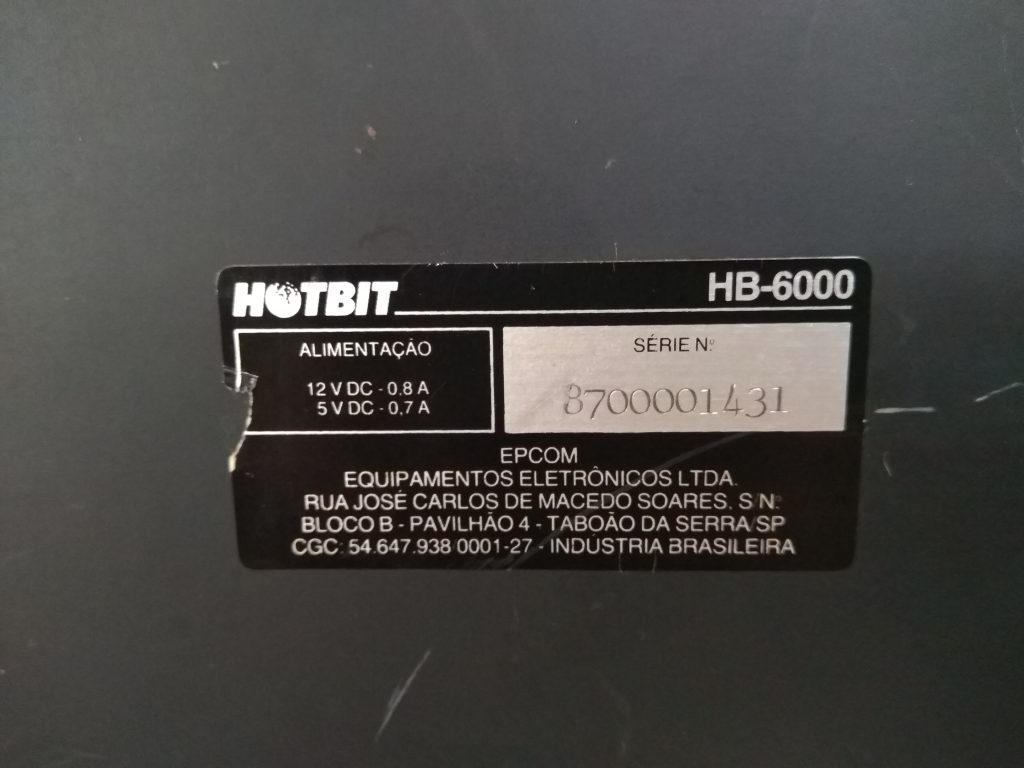 HOTBIT HB-6000
ALIMENTAÇÃO
12 V DC - 0.8 A
5 V DC - 0,7 A
SÉRIE Nº
8700001431
EPCOM
EQUIPAMENTOS ELETRÔNICOS LTDA.
RUA JOSÉ CARLOS DE MACEDO SOARES, S/Nº
BLOCO B - PAVILHÃO 4 - TABOÃO DA SERRA/SP
CGC: 54.647.938/0001-27 - INDÚSTRIA BRASILEIRA